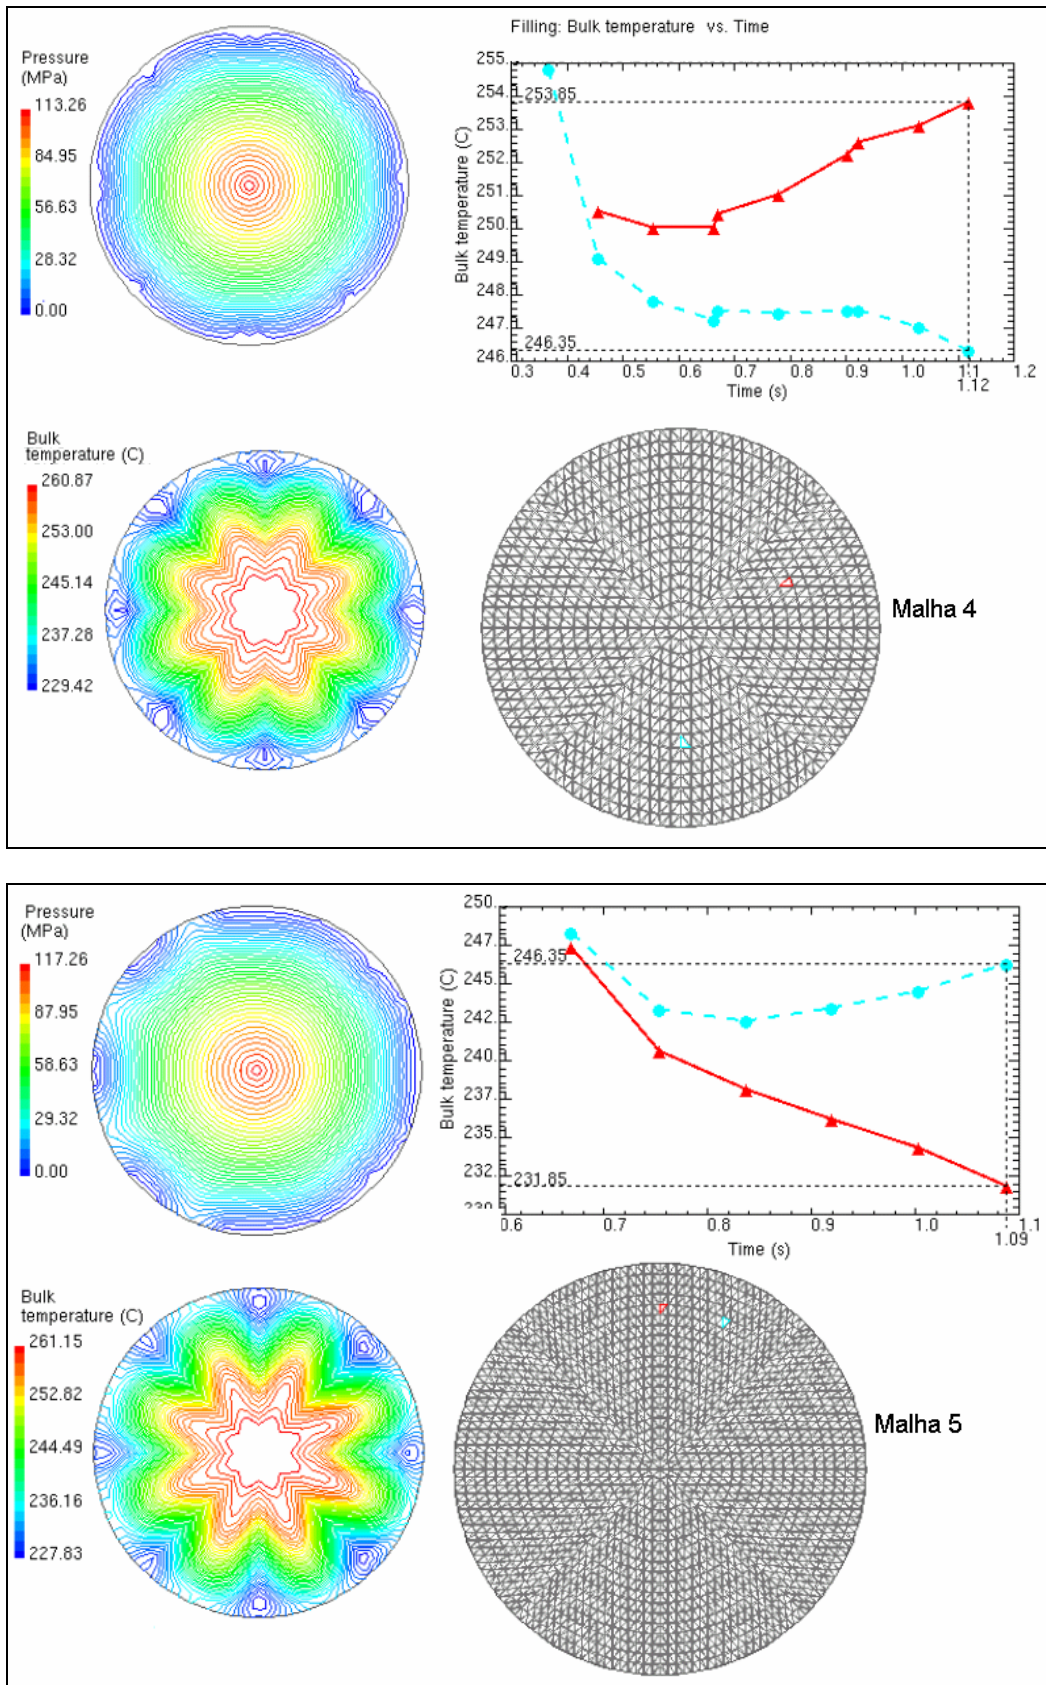 Pressure
(MPa)
113.26
84.95
56.63
28.32
0.00
Filling: Bulk temperature vs. Time
Bulk temperature (C)
255.
254.
253.
252.
251.
250.
249.
248.
247.
246.
253.85
246.35
0.3 0.4 0.5 0.6 0.7 0.8 0.9 1.0 1.1 1.2
1.12
Time (s)
Bulk
temperature (C)
260.87
253.00
245.14
237.28
229.42
Malha 4
Pressure
(MPa)
117.26
87.95
58.63
29.32
0.00
Bulk temperature (C)
250.
247.
245.
242.
240.
237.
235.
232.
230.
246.35
231.85
0.6 0.7 0.8 0.9 1.0 1.1
1.09
Time (s)
Bulk
temperature (C)
261.15
252.82
244.49
236.16
227.83
Malha 5